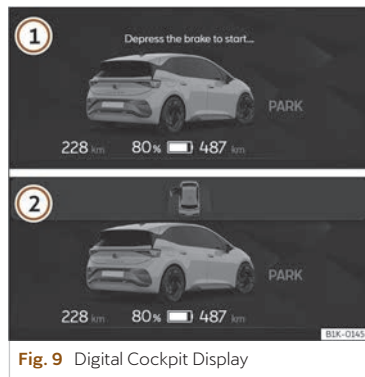 1
Depress the brake to start...
PARK
228 km 80% 487 km
2
PARK
228 km 80% 487 km
B1K-0145
Fig. 9 Digital Cockpit Display